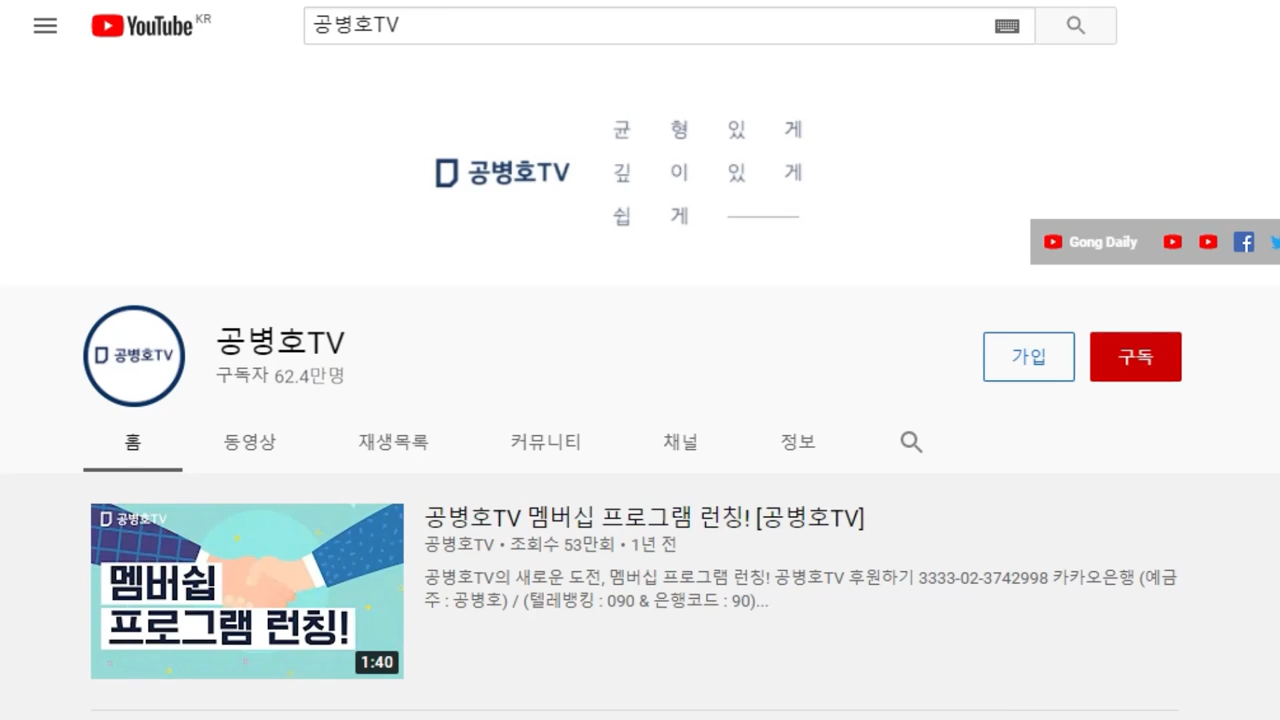 YouTube KR
공병호TV
균 형 있 게
공병호TV
깊 이 있 게
쉽 게
Gong Daily
공병호TV
공병호TV
구독자 62.4만명
가입
구독
홈
동영상
재생목록
커뮤니티
채널
정보
공병호TV
멤버쉽
프로그램 런칭!
1:40
공병호TV 멤버십 프로그램 런칭! [공병호TV]
공병호TV • 조회수 53만회 • 1년 전
공병호TV의 새로운 도전, 멤버십 프로그램 런칭! 공병호TV 후원하기 3333-02-3742998 카카오은행 (예금
주 : 공병호) / (텔레뱅킹 : 090 & 은행코드 : 90)...